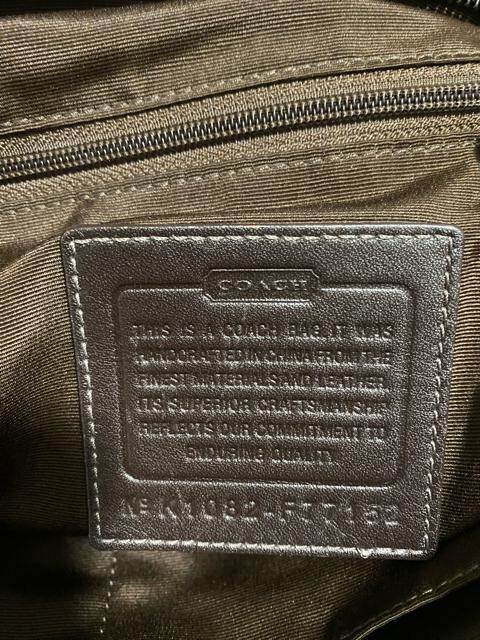 COACH
THIS IS A COACH BAG. IT WAS
HANDCRAFTED IN CHINA FROM THE
FINEST MATERIALS AND LEATHER.
ITS SUPERIOR CRAFTSMANSHIP
REFLECTS OUR COMMITMENT TO
ENDURING QUALITY.
Nº K1082-F77152